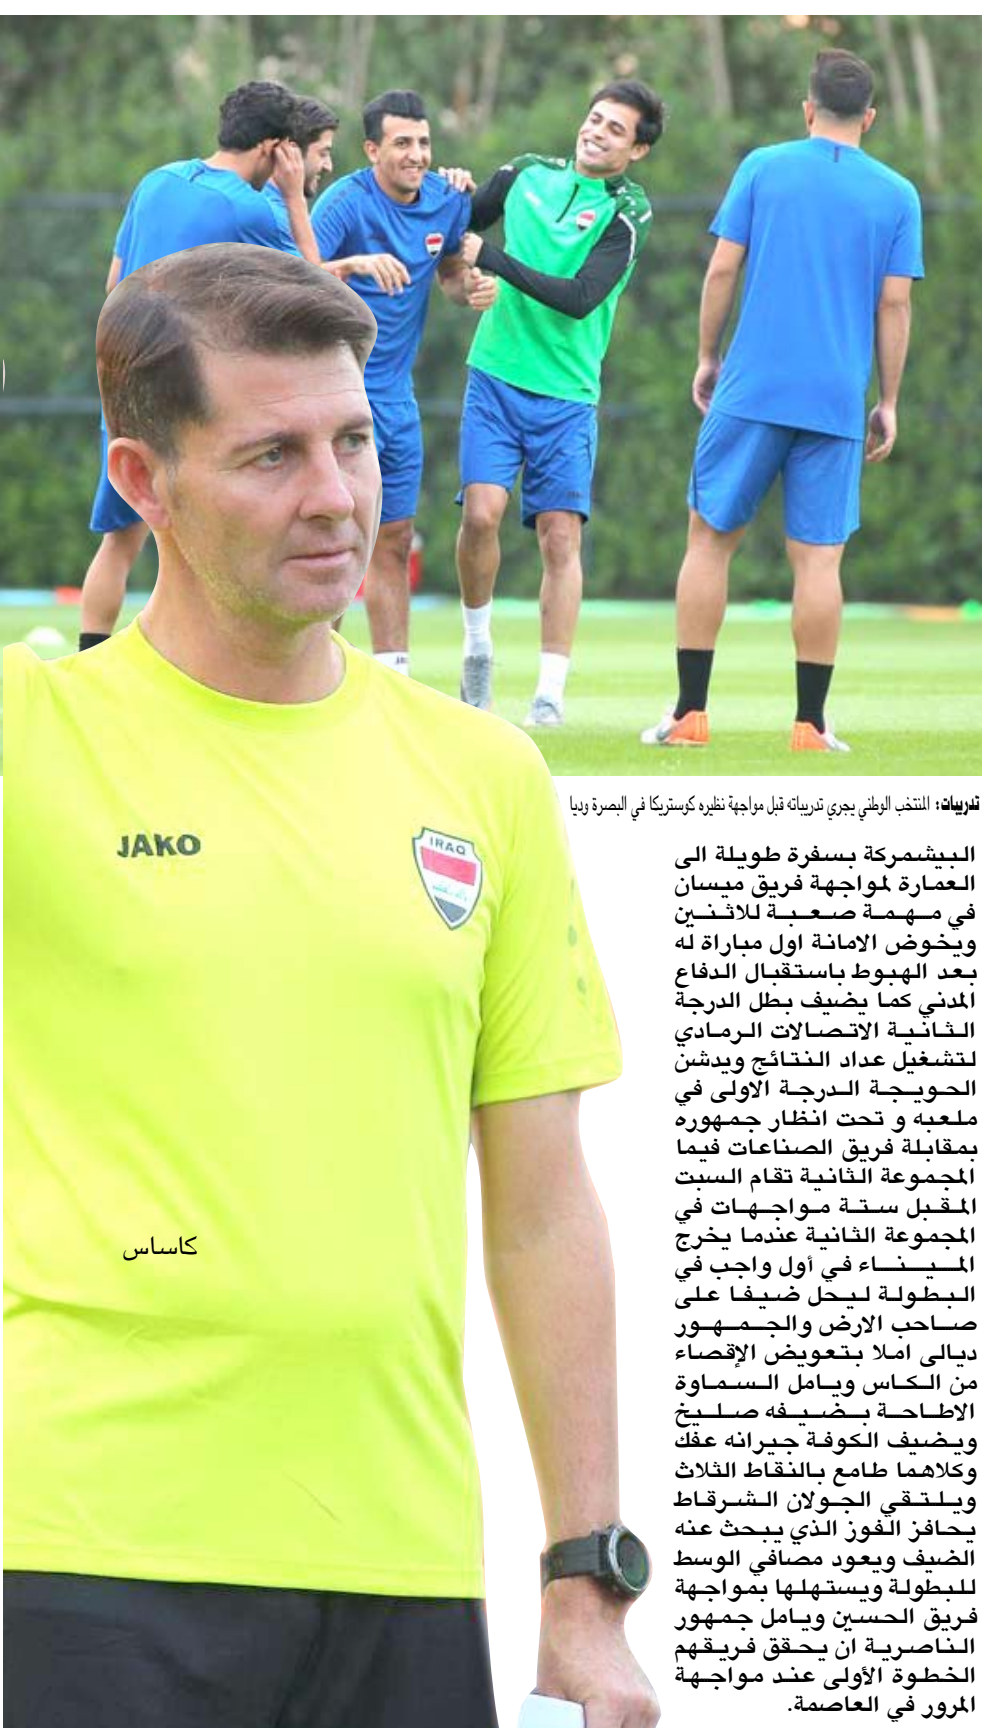 تدريبات: المنتخب الوطني يجري تدريباته قبل مواجهة نظيره كوستريكا في البصرة وديا
JAKO
IRAQ
كاساس
البيشمركة بسفرة طويلة الى
العمارة لمواجهة فريق ميسان
في مهمة صعبة للاثنين
ويخوض الامانة اول مباراة له
بعد الهبوط باستقبال الدفاع
المدني كما يضيف بطل الدرجة
الثانية الاتصالات الرمادي
لتشغيل عداد النتائج ويدشن
الحويجة الدرجة الاولى في
ملعبه و تحت انظار جمهوره
بمقابلة فريق الصناعات فيما
المجموعة الثانية تقام السبت
المقبل ستة مواجهات في
المجموعة الثانية عندما يخرج
الميناء في أول واجب في
البطولة ليحل ضيفا على
صاحب الارض والجمهور
ديالى املا بتعويض الإقصاء
من الكاس ويامل السماوة
الاطاحة بضيفه صليخ
ويضيف الكوفة جيرانه عفك
وكلاهما طامع بالنقاط الثلاث
ويلتقي الجولان الشرقاط
يحافز الفوز الذي يبحث عنه
الضيف ويعود مصافي الوسط
للبطولة ويستهلها بمواجهة
فريق الحسين ويامل جمهور
الناصرية ان يحقق فريقهم
الخطوة الأولى عند مواجهة
المرور في العاصمة.